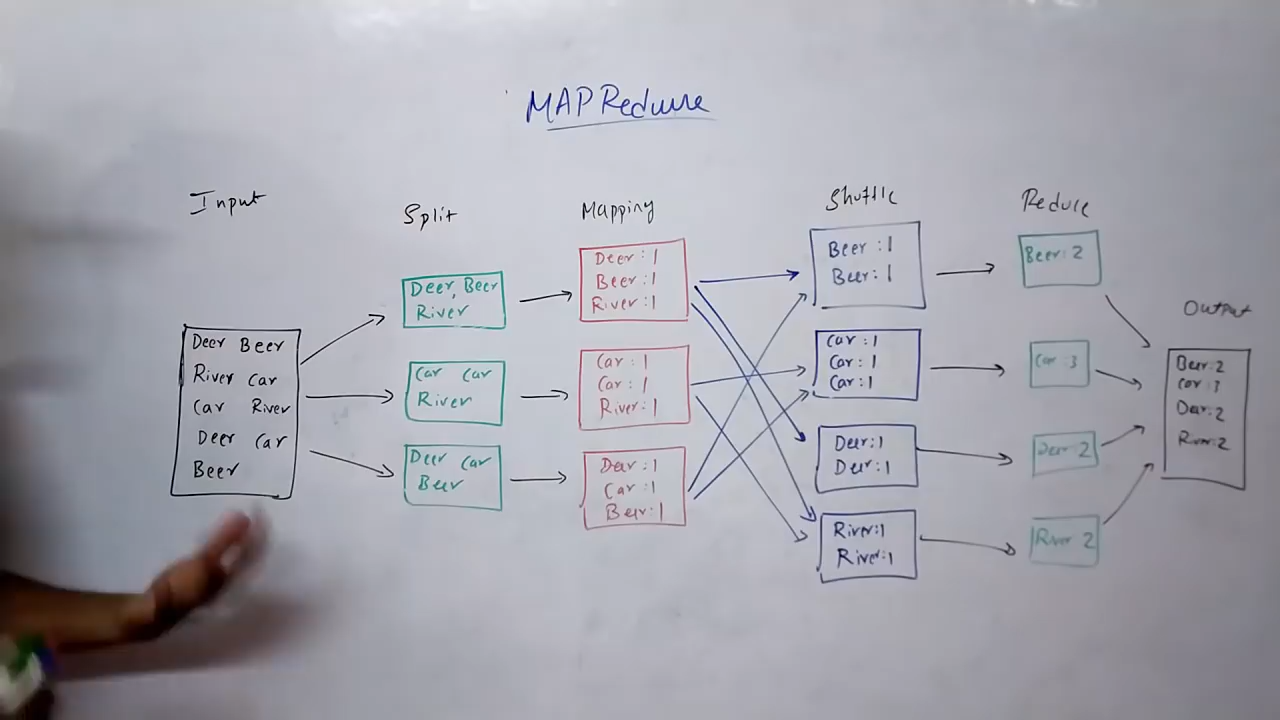 MAPReduce
Input
Deer Beer
River Car
Car River
Deer Car
Beer
Split
Deer, Beer
River
Car Car
River
Deer Car
Beer
Mapping
Deer : 1
Beer : 1
River : 1
Car : 1
Car : 1
River : 1
Deer : 1
Car : 1
Beer : 1
Shuffle
Beer : 1
Beer : 1
Car : 1
Car : 1
Car : 1
Deer : 1
Deer : 1
River : 1
River : 1
Reduce
Beer : 2
Car : 3
Deer : 2
River 2
Output
Beer : 2
Car : 3
Deer : 2
River : 2